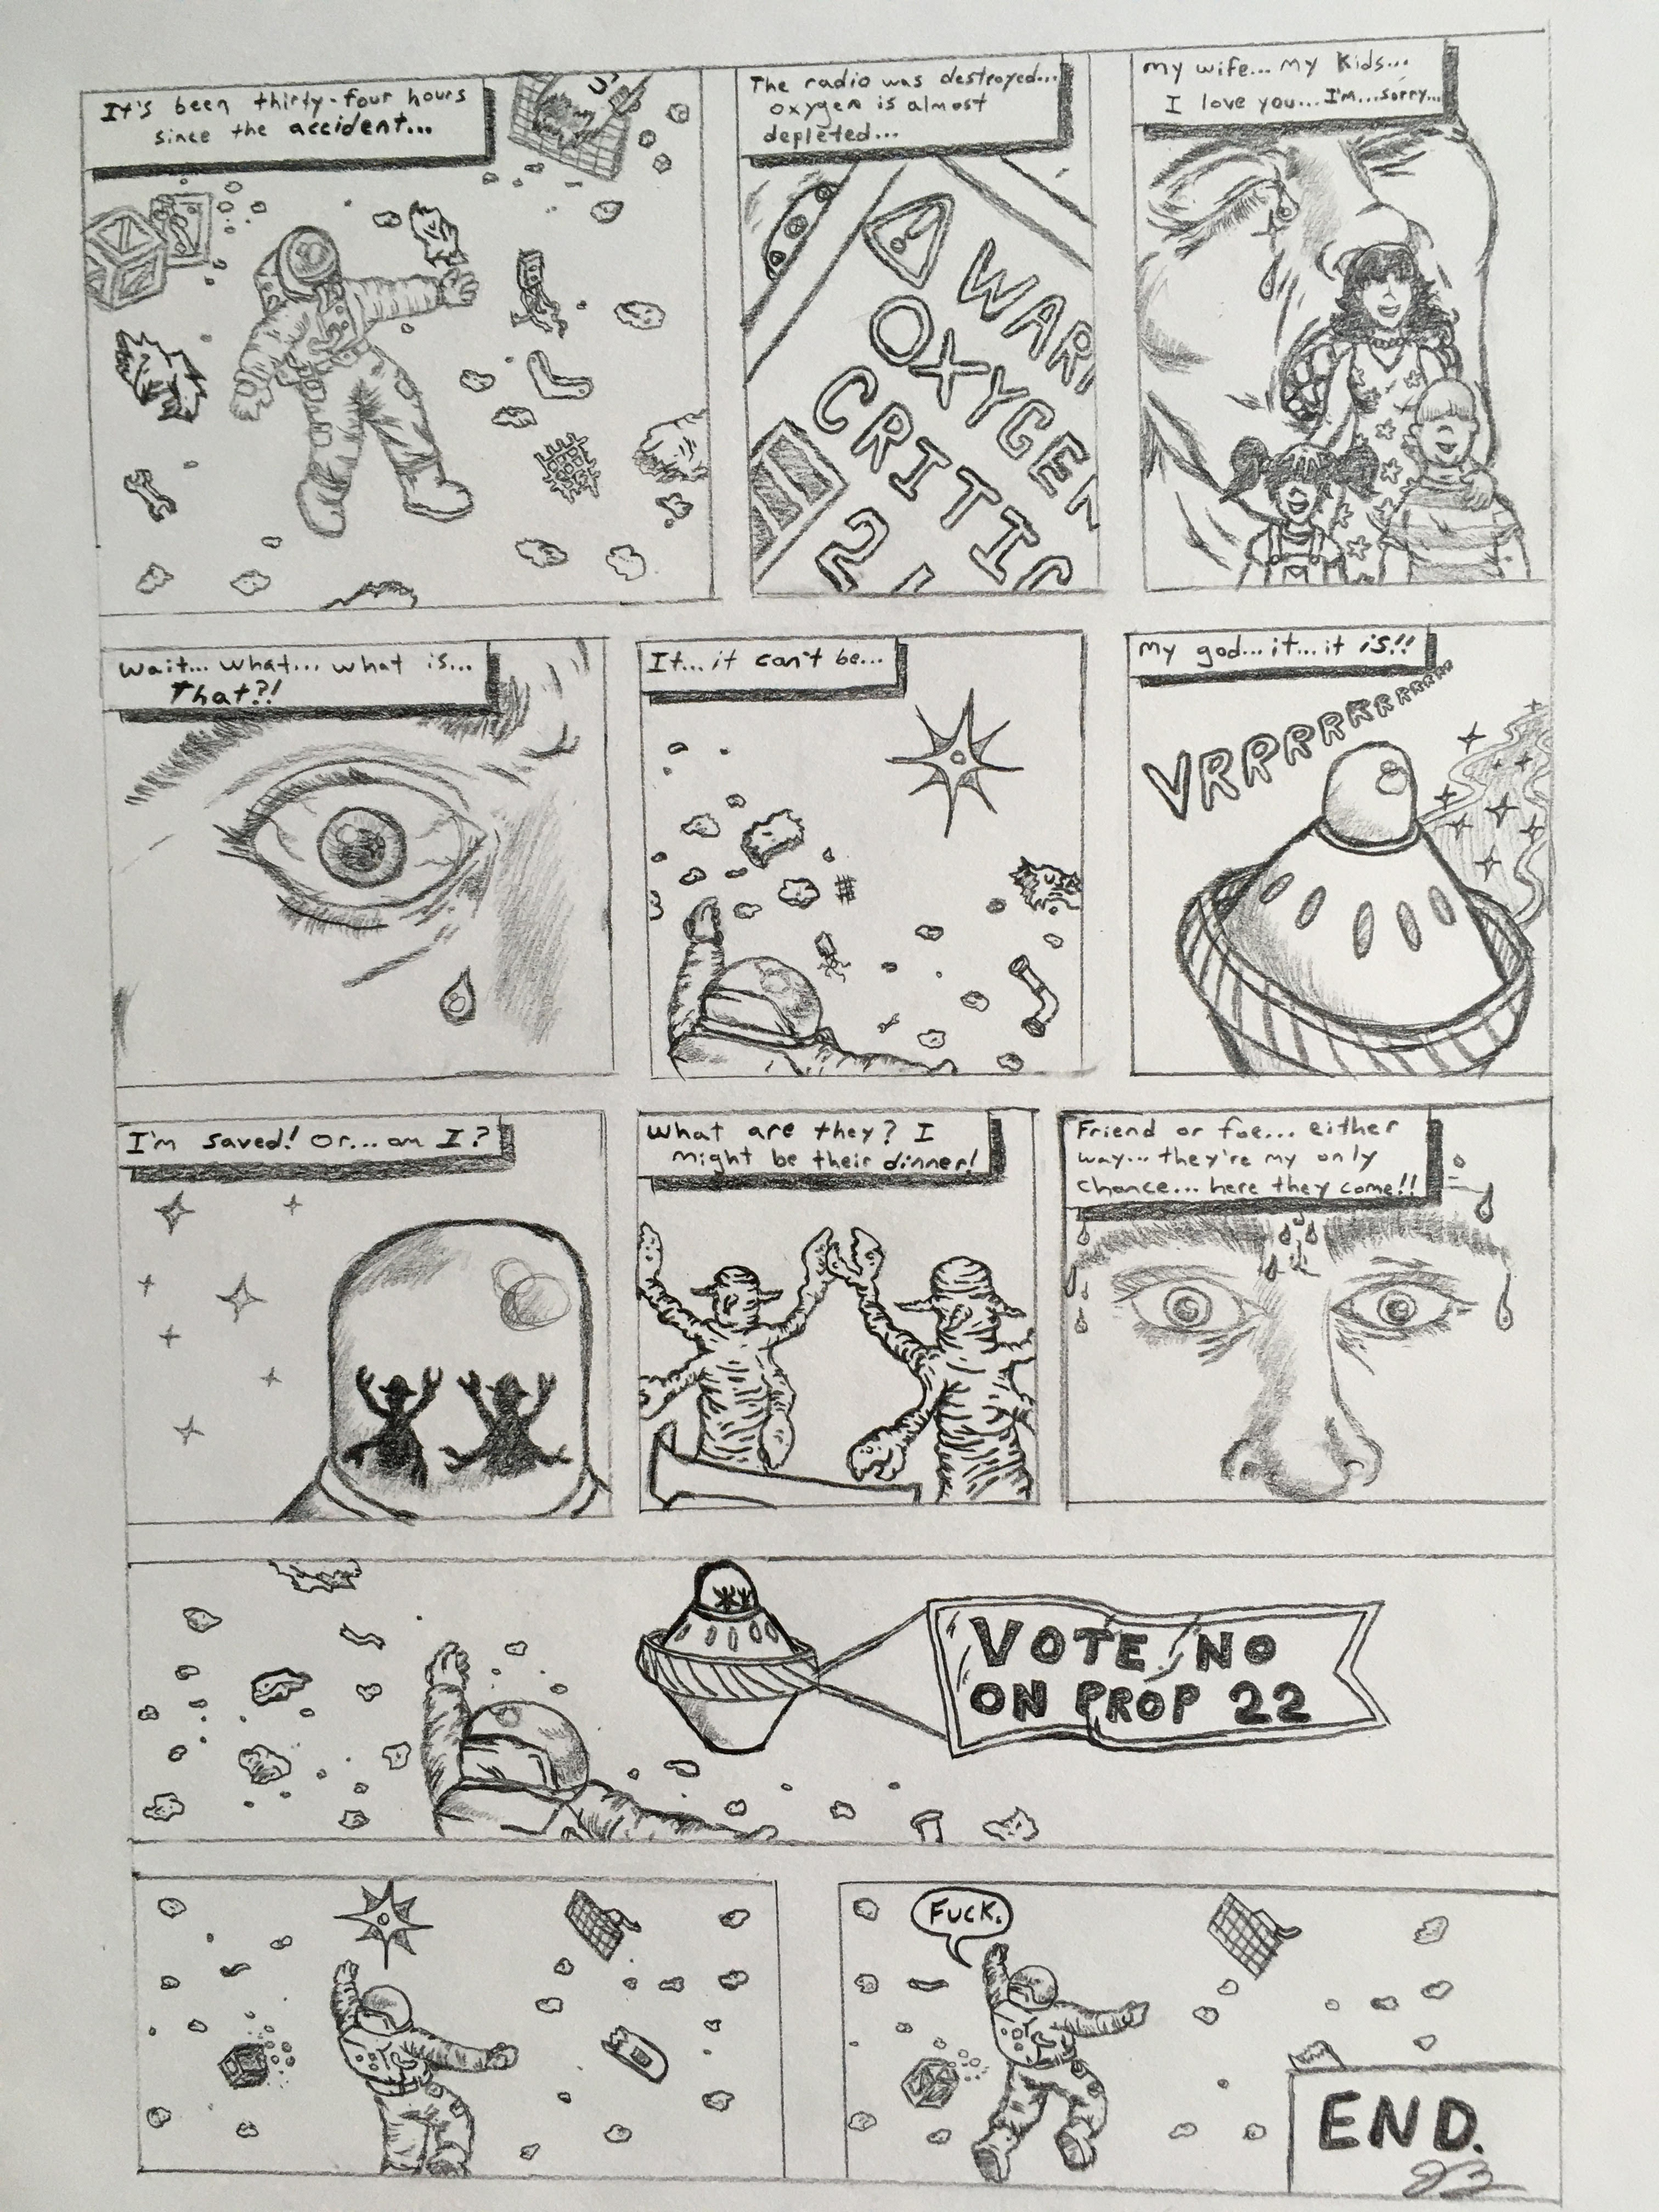 It's been thirty-four hours
since the accident...
The radio was destroyed...
oxygen is almost
depleted...
WAR
OXYGEN
CRITIC
2
My wife... My Kids...
I love you... I'm...sorry...
Wait... what... what is...
That?!
It... it can't be...
My god...it...it is!!
VRRRRRRRRRRR
I'm saved! Or... am I?
What are they? I
might be their dinner!
Friend or foe... either
way... they're my only
chance... here they come!!
VOTE NO
ON PROP 22
FUCK.
END.